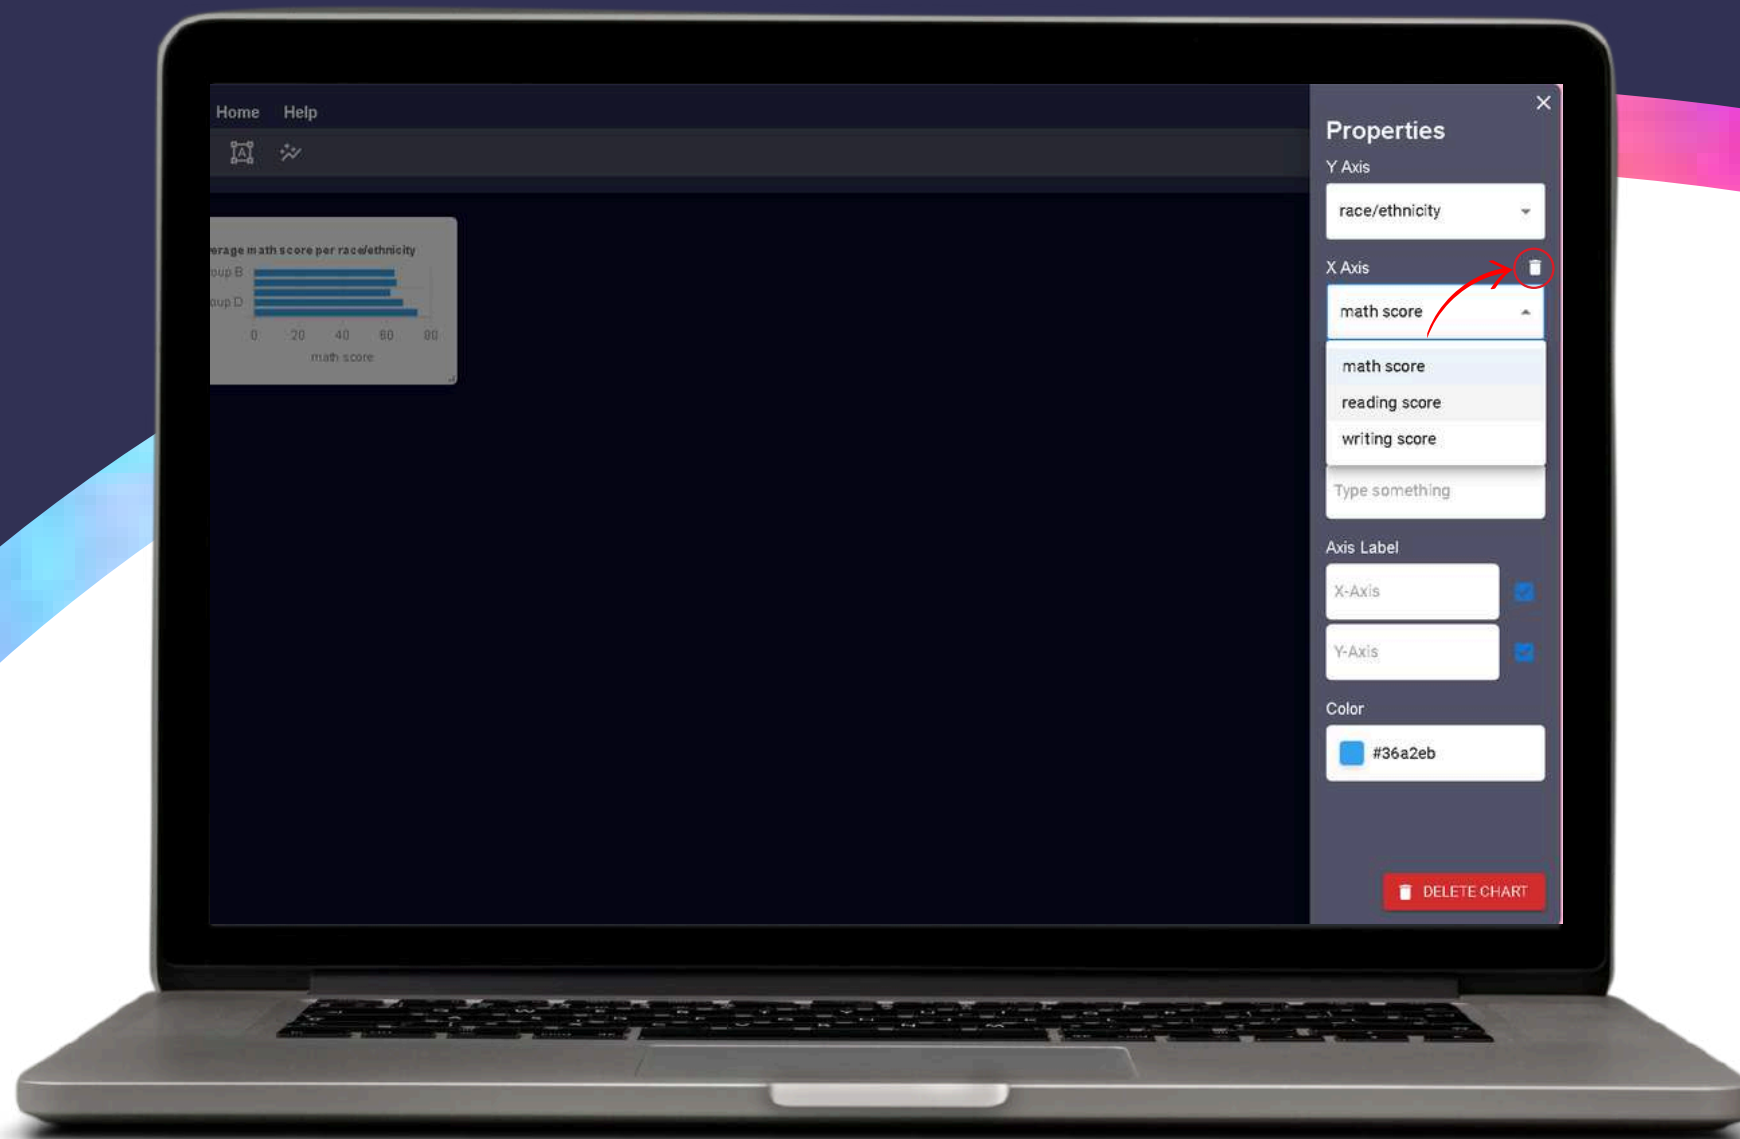 Home Help
Properties
Y Axis
race/ethnicity
X Axis
math score
math score
reading score
writing score
Type something
Axis Label
X-Axis
Y-Axis
Color
#36a2eb
DELETE CHART
erage math score per race/ethnicity
oup B
oup D
0 20 40 60 80
math score